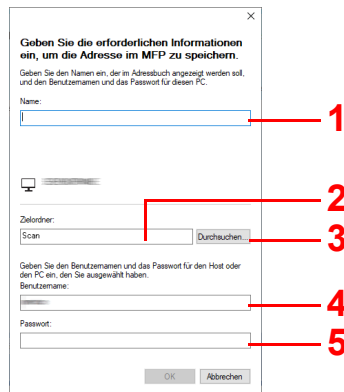 Geben Sie die erforderlichen Informationen
ein, um die Adresse im MFP zu speichern.
Geben Sie den Namen ein, der im Adressbuch angezeigt werden soll,
und den Benutzernamen und das Passwort für diesen PC.
Name:
1
2
Zielordner:
Scan
Durchsuchen...
3
Geben Sie den Benutzernamen und das Passwort für den Host oder
den PC ein, den Sie ausgewählt haben.
Benutzername:
4
Passwort:
5
OK
Abbrechen